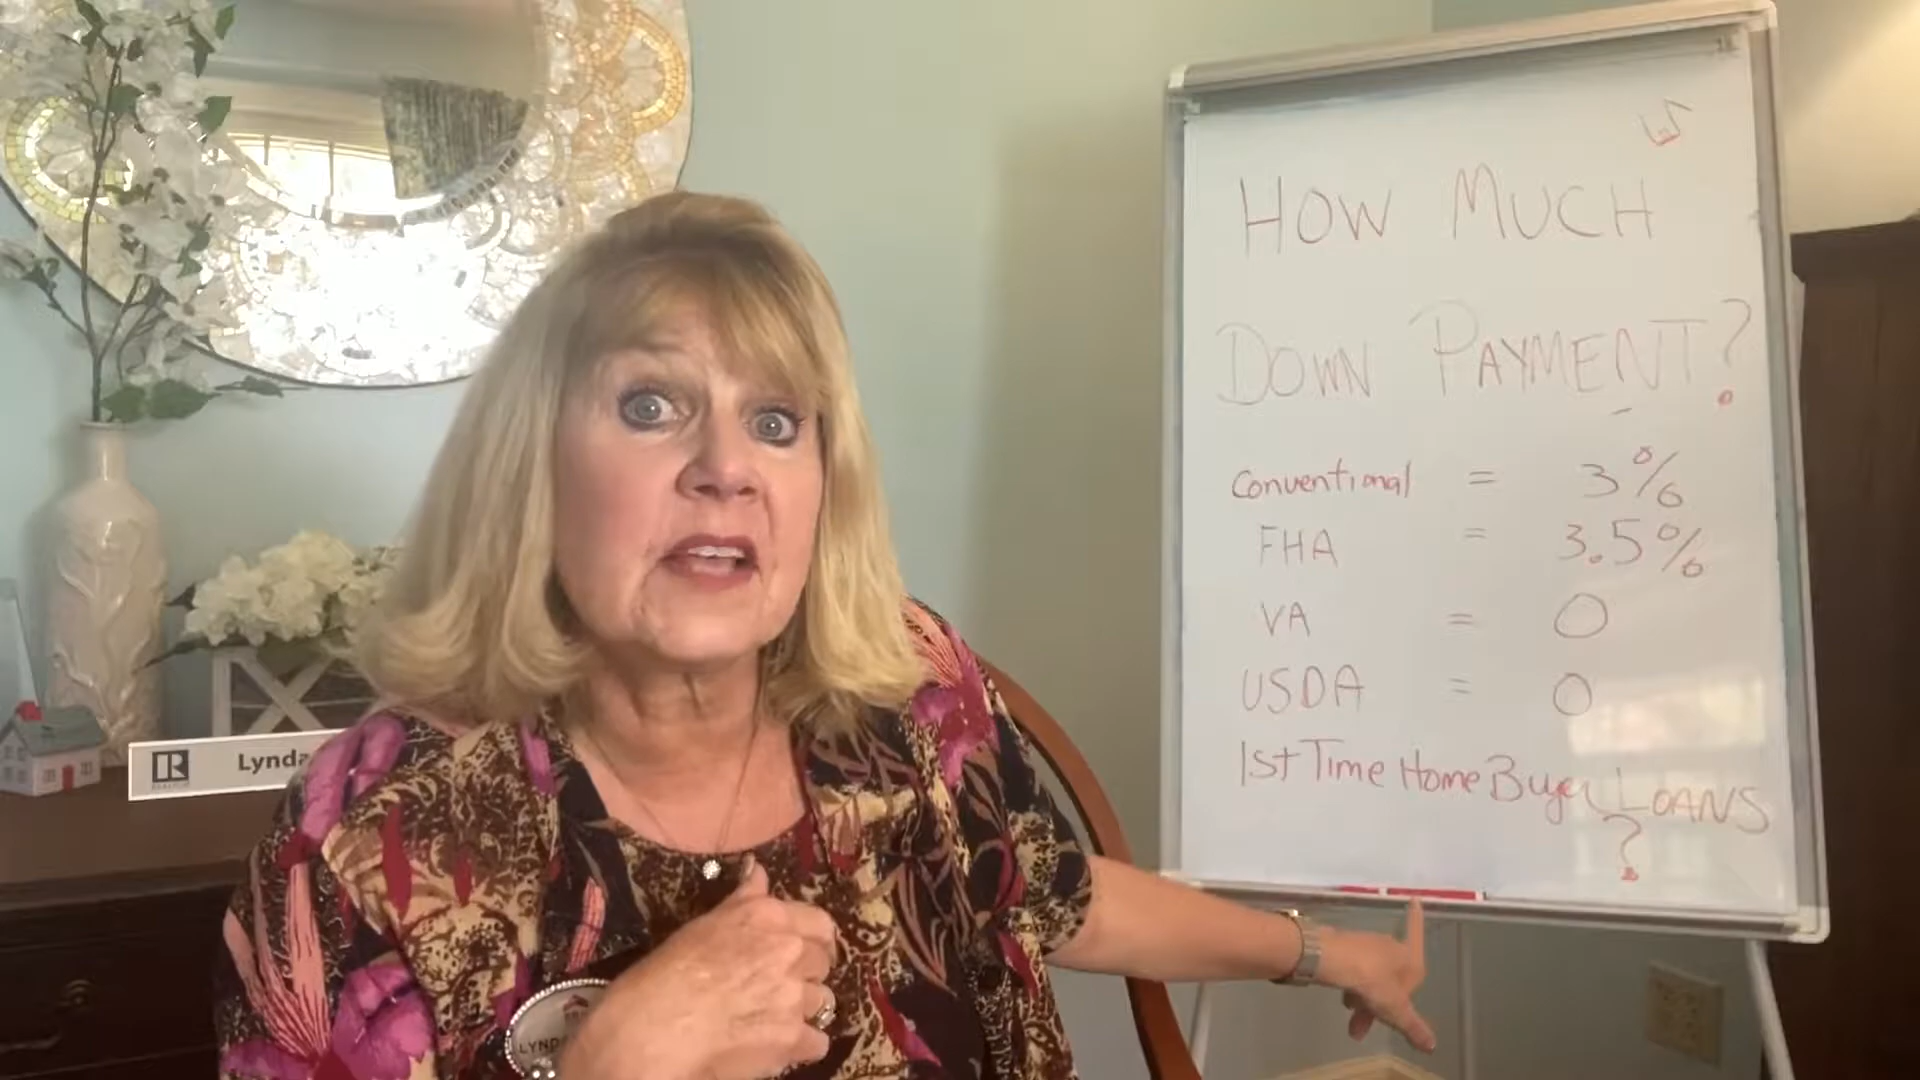 HOW MUCH
DOWN PAYMENT?
Conventional = 3%
FHA = 3.5%
VA = 0
USDA = 0
1st Time Home Buyer LOANS
?
R Lynda
LYND